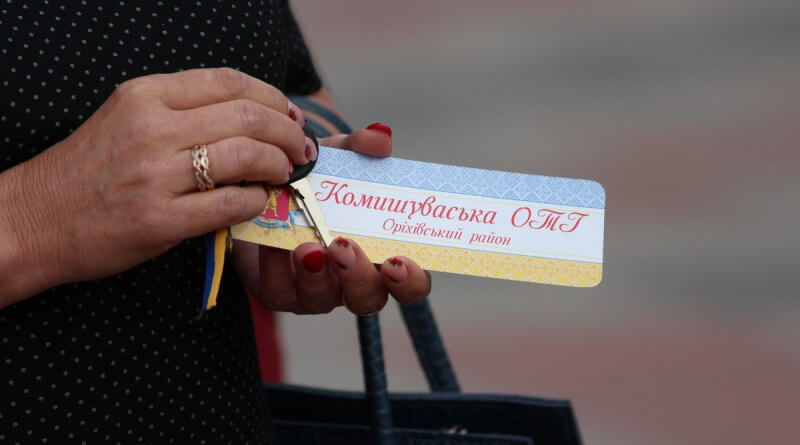 Комишуваська ОТГ
Оріхівський район